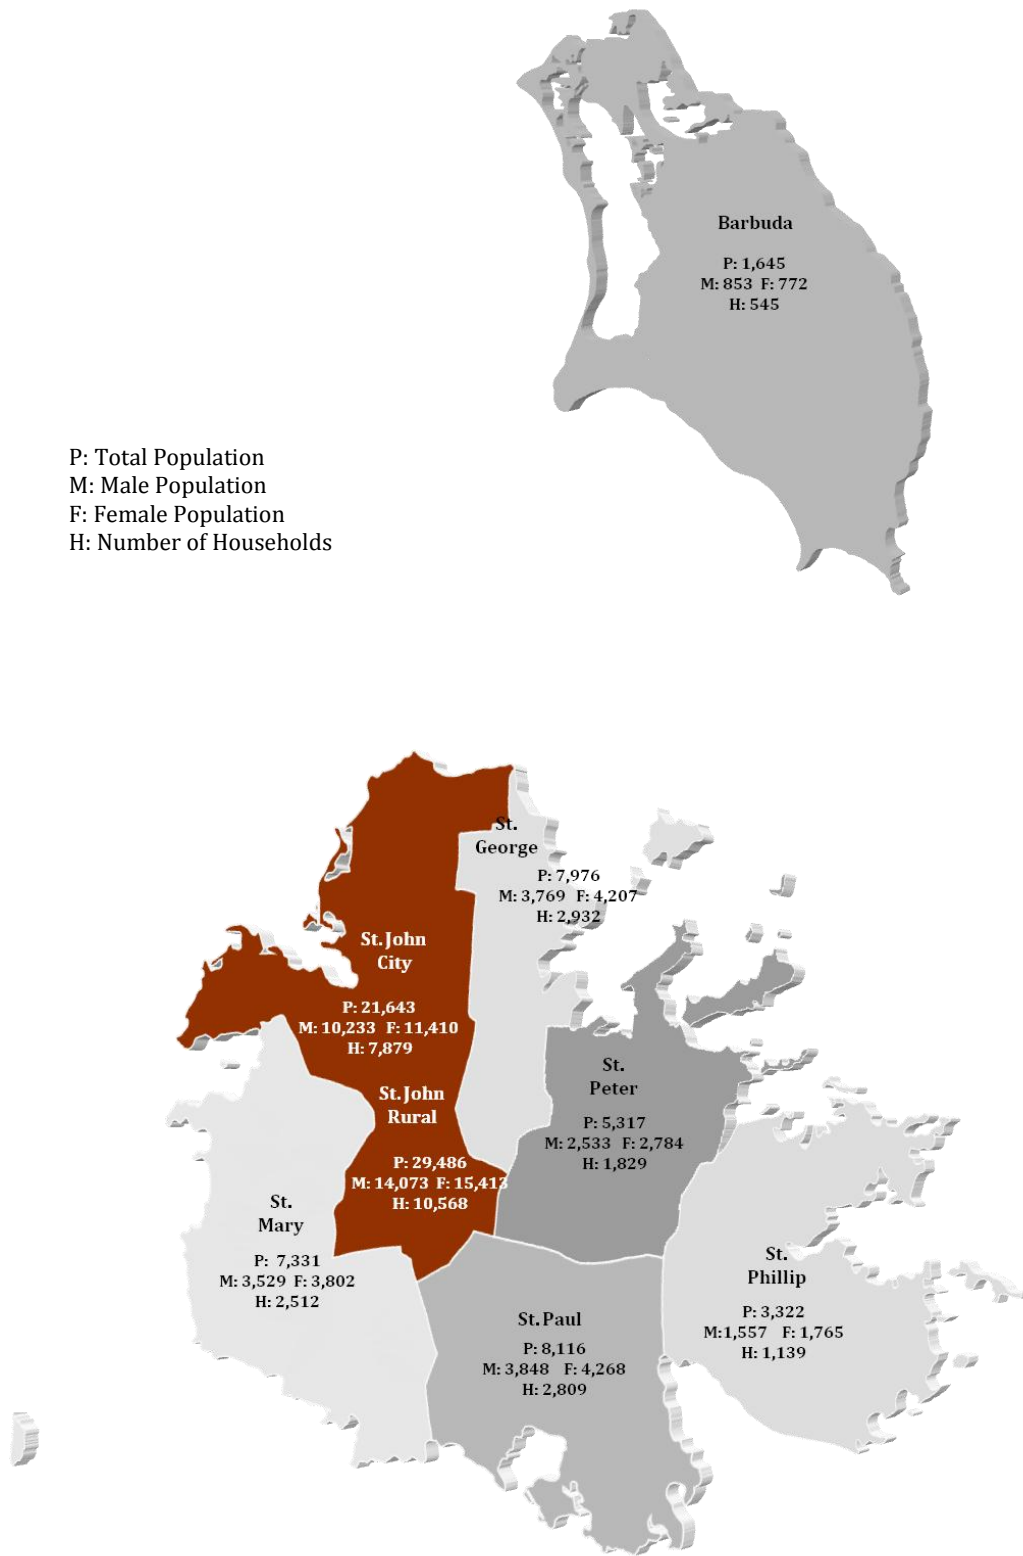 Barbuda
P: 1,645
M: 853 F: 772
H: 545
P: Total Population
M: Male Population
F: Female Population
H: Number of Households
St.
George
P: 7,976
M: 3,769 F: 4,207
H: 2,932
St. John
City
P: 21,643
M: 10,233 F: 11,410
H: 7,879
St.
Peter
P: 5,317
M: 2,533 F: 2,784
H: 1,829
St. John
Rural
P: 29,486
M: 14,073 F: 15,413
H: 10,568
St.
Mary
P: 7,331
M: 3,529 F: 3,802
H: 2,512
St.
Phillip
P: 3,322
M:1,557 F: 1,765
H: 1,139
St. Paul
P: 8,116
M: 3,848 F: 4,268
H: 2,809